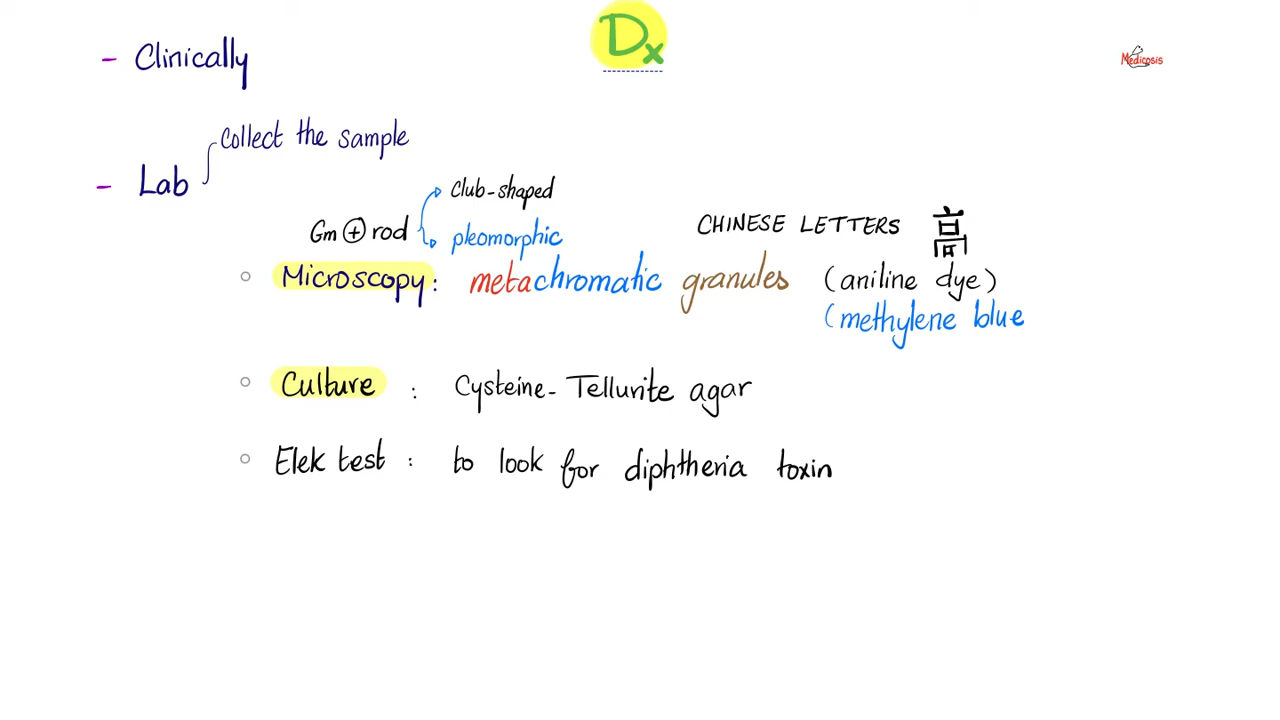 Dx
- Clinically
Medicosis
Collect the sample
- Lab
Club-shaped
Gm + rod
pleomorphic
CHINESE LETTERS 高
Microscopy: metachromatic granules (aniline dye)
(methylene blue
Culture : Cysteine-Tellurite agar
Elek test : to look for diphtheria toxin